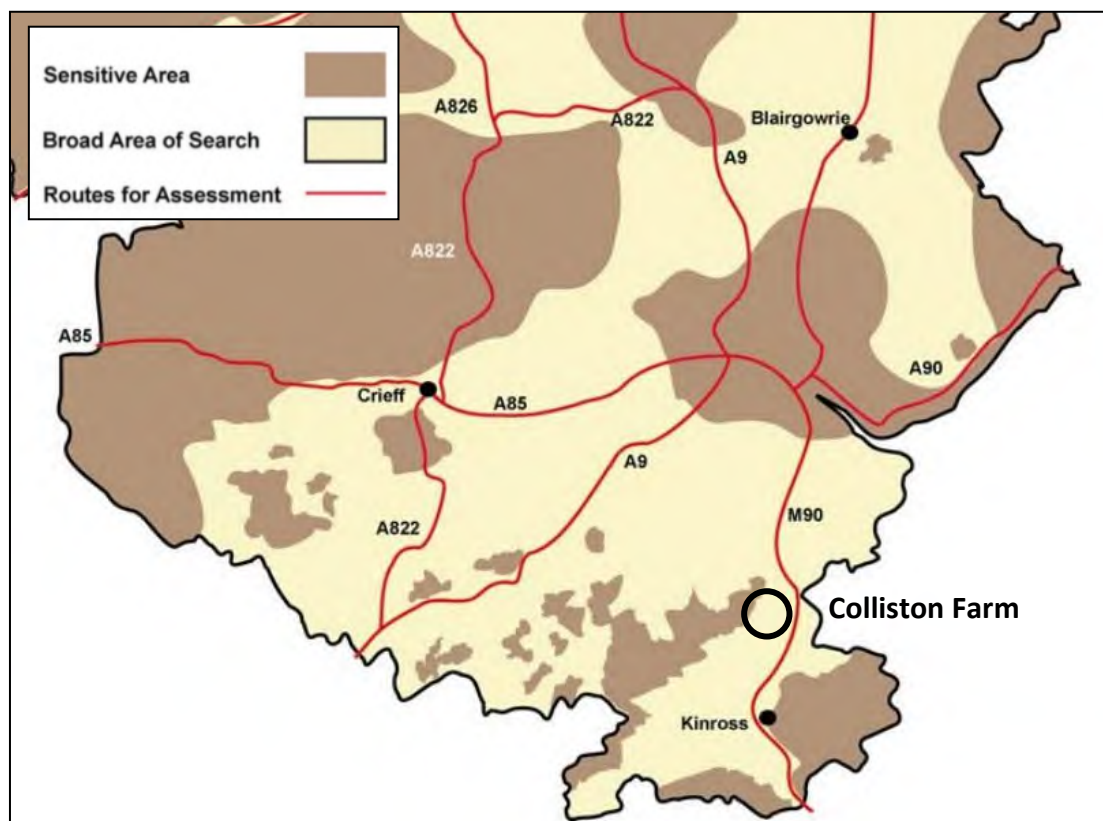 Sensitive Area
Broad Area of Search
Routes for Assessment
A826
A822
A9
Blairgowrie
A822
A85
A90
Crieff
A85
A9
A822
M90
Colliston Farm
Kinross